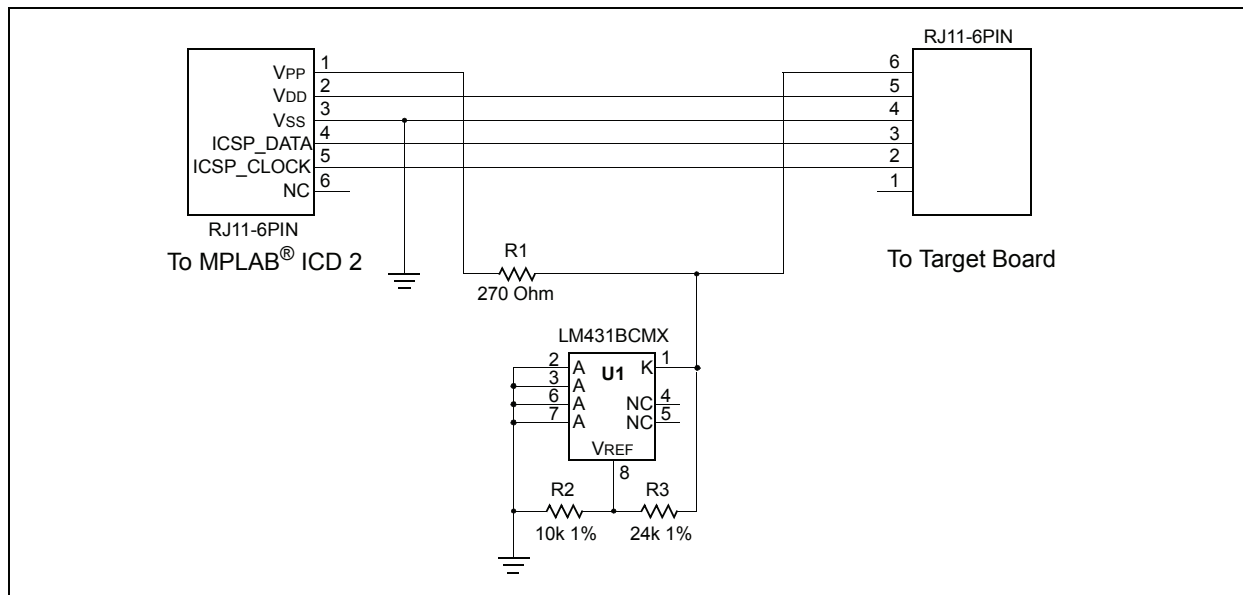 RJ11-6PIN
VPP 1
VDD 2
VSS 3
ICSP_DATA 4
ICSP_CLOCK 5
NC 6
RJ11-6PIN
To MPLAB® ICD 2
6
5
4
3
2
1
To Target Board
R1
270 Ohm
LM431BCMX
2 A U1 K 1
3 A
6 A NC 4
7 A NC 5
VREF
8
R2 R3
10k 1% 24k 1%